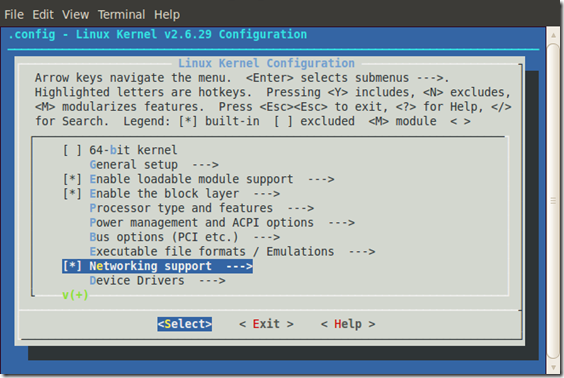 File Edit View Terminal Help
.config - Linux Kernel v2.6.29 Configuration
Linux Kernel Configuration
Arrow keys navigate the menu. <Enter> selects submenus --->.
Highlighted letters are hotkeys. Pressing <Y> includes, <N> excludes,
<M> modularizes features. Press <Esc><Esc> to exit, <?> for Help, </>
for Search. Legend: [*] built-in [ ] excluded <M> module < >
[ ] 64-bit kernel
General setup --->
[*] Enable loadable module support --->
[*] Enable the block layer --->
Processor type and features --->
Power management and ACPI options --->
Bus options (PCI etc.) --->
Executable file formats / Emulations --->
[*] Networking support --->
Device Drivers --->
v(+)
<Select> < Exit > < Help >